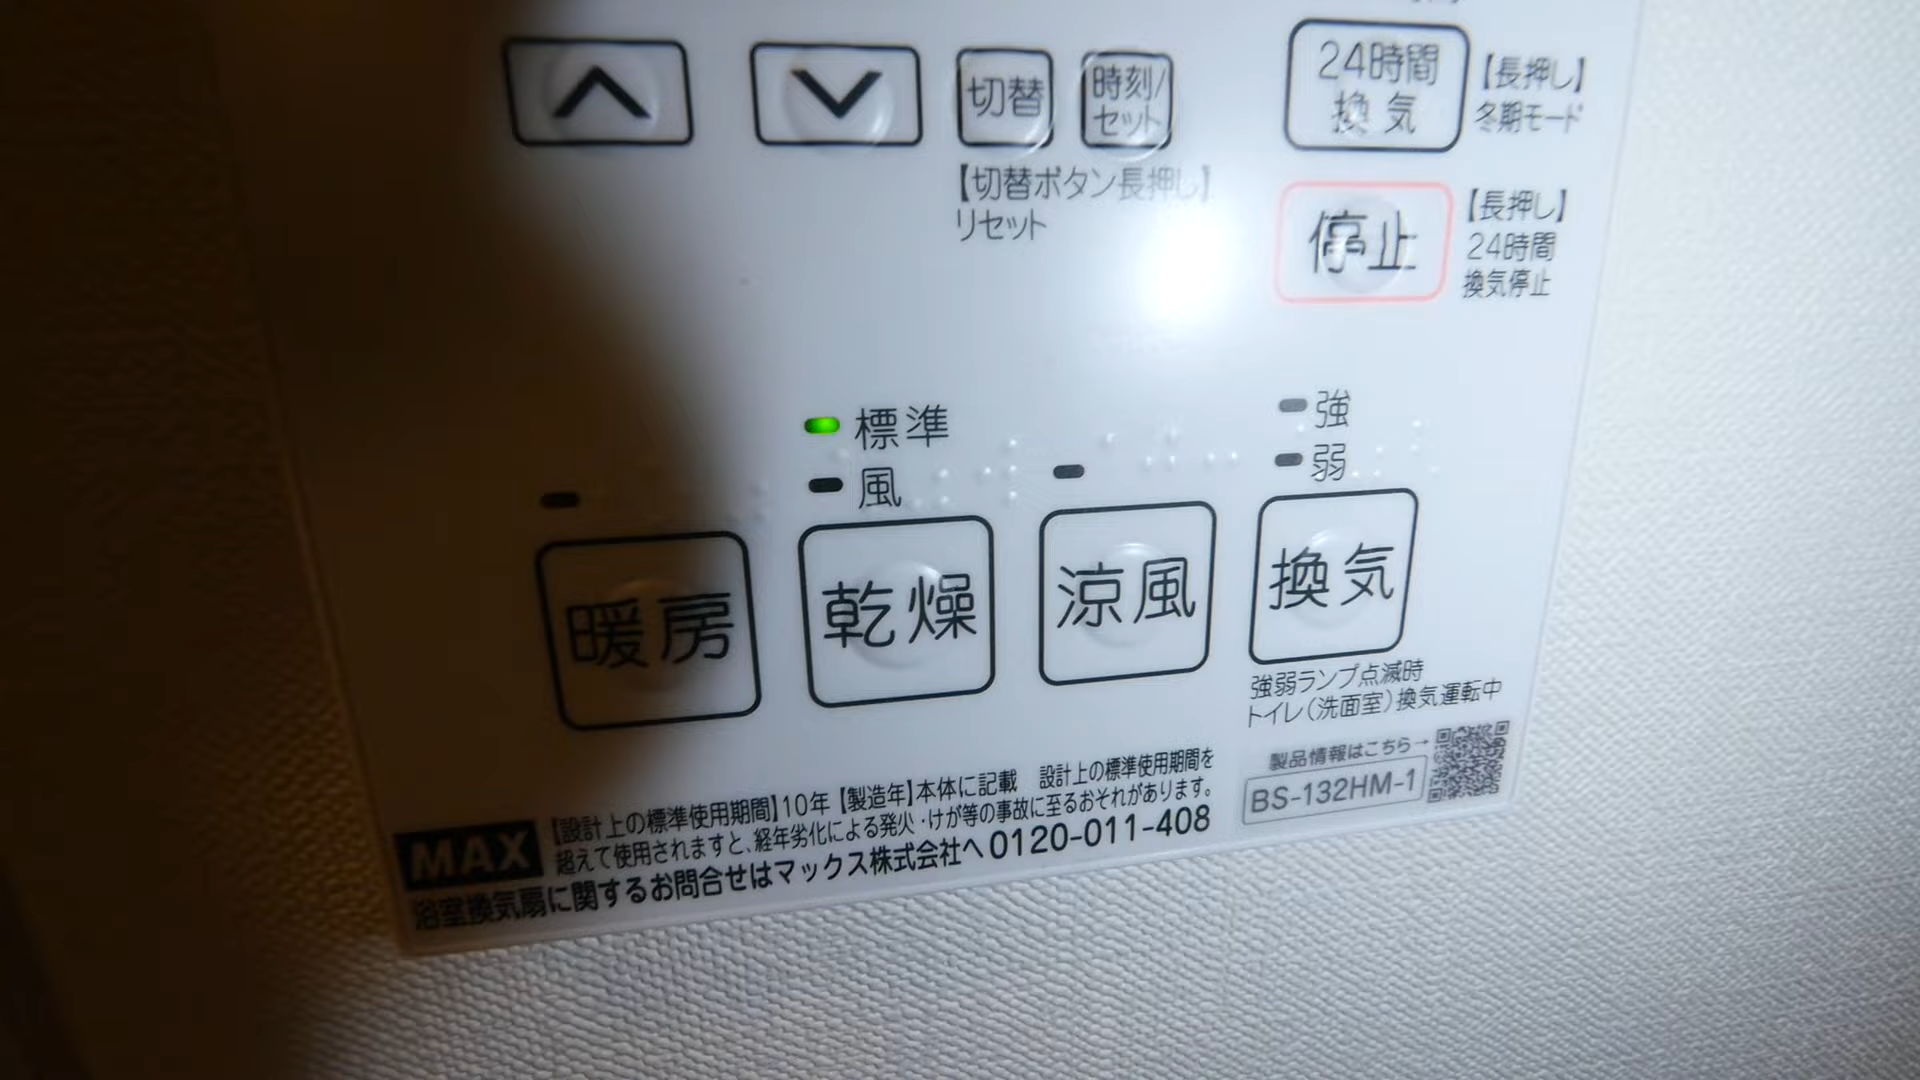 切替
時刻/
セット
24時間
換気
【長押し】
冬期モード
【切替ボタン長押し】
リセット
停止
【長押し】
24時間
換気停止
標準
風
強
弱
暖房
乾燥
涼風
換気
強弱ランプ点滅時
トイレ(洗面室)換気運転中
製品情報はこちら→
BS-132HM-1
MAX
【設計上の標準使用期間】10年【製造年】本体に記載 設計上の標準使用期間を
超えて使用されますと、経年劣化による発火・けが等の事故に至るおそれがあります。
浴室換気扇に関するお問合せはマックス株式会社へ0120-011-408